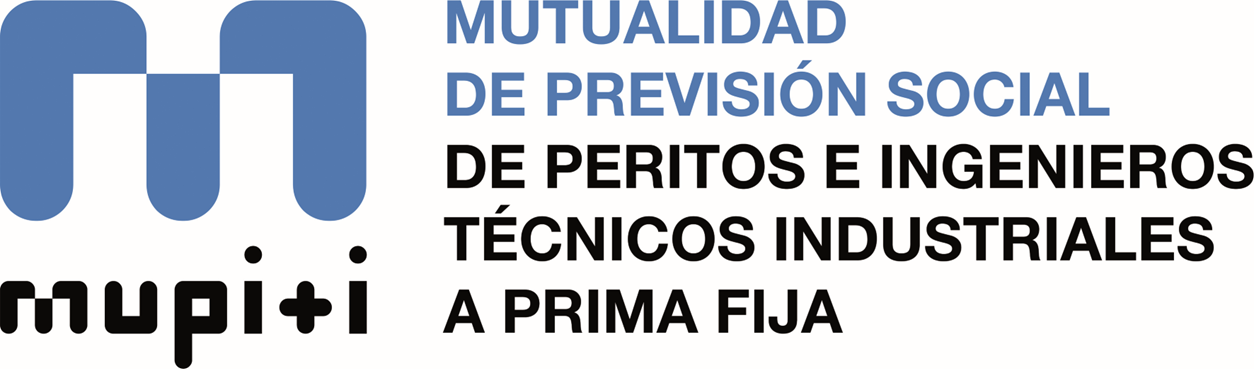 MUTUALIDAD
DE PREVISIÓN SOCIAL
DE PERITOS E INGENIEROS
TÉCNICOS INDUSTRIALES
A PRIMA FIJA
mupiti